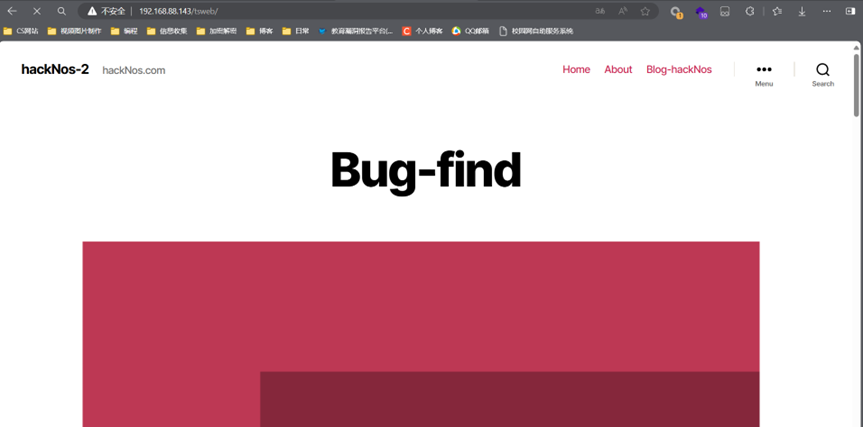 不安全 192.168.88.143/tsweb/
CS网站 视频图片制作 编程 信息收集 加密解密 博客 日常 教育漏洞报告平台(... 个人博客 QQ邮箱 校园网自助服务系统
hackNos-2 hackNos.com Home About Blog-hackNos
Menu Search
Bug-find